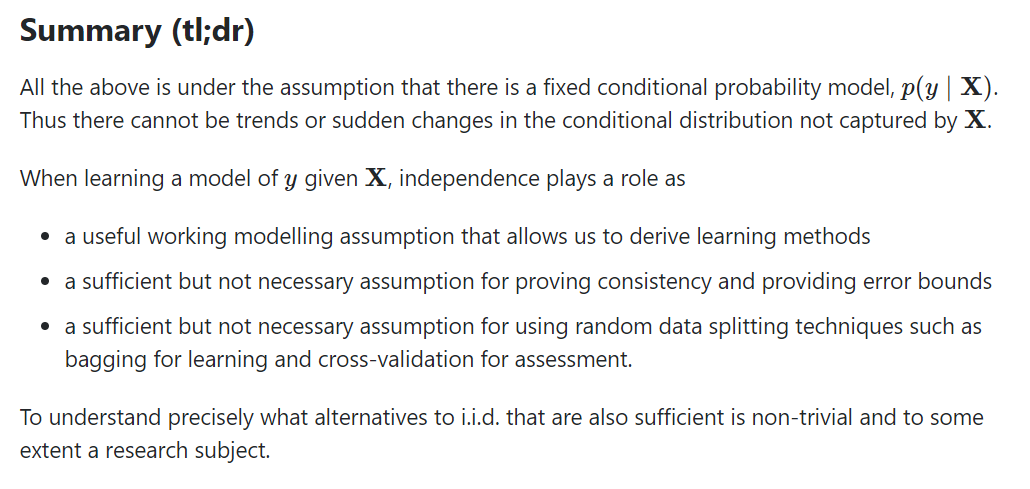 Summary (tl;dr)
All the above is under the assumption that there is a fixed conditional probability model, p(y | X).
Thus there cannot be trends or sudden changes in the conditional distribution not captured by X.
When learning a model of y given X, independence plays a role as
• a useful working modelling assumption that allows us to derive learning methods
• a sufficient but not necessary assumption for proving consistency and providing error bounds
• a sufficient but not necessary assumption for using random data splitting techniques such as
bagging for learning and cross-validation for assessment.
To understand precisely what alternatives to i.i.d. that are also sufficient is non-trivial and to some
extent a research subject.